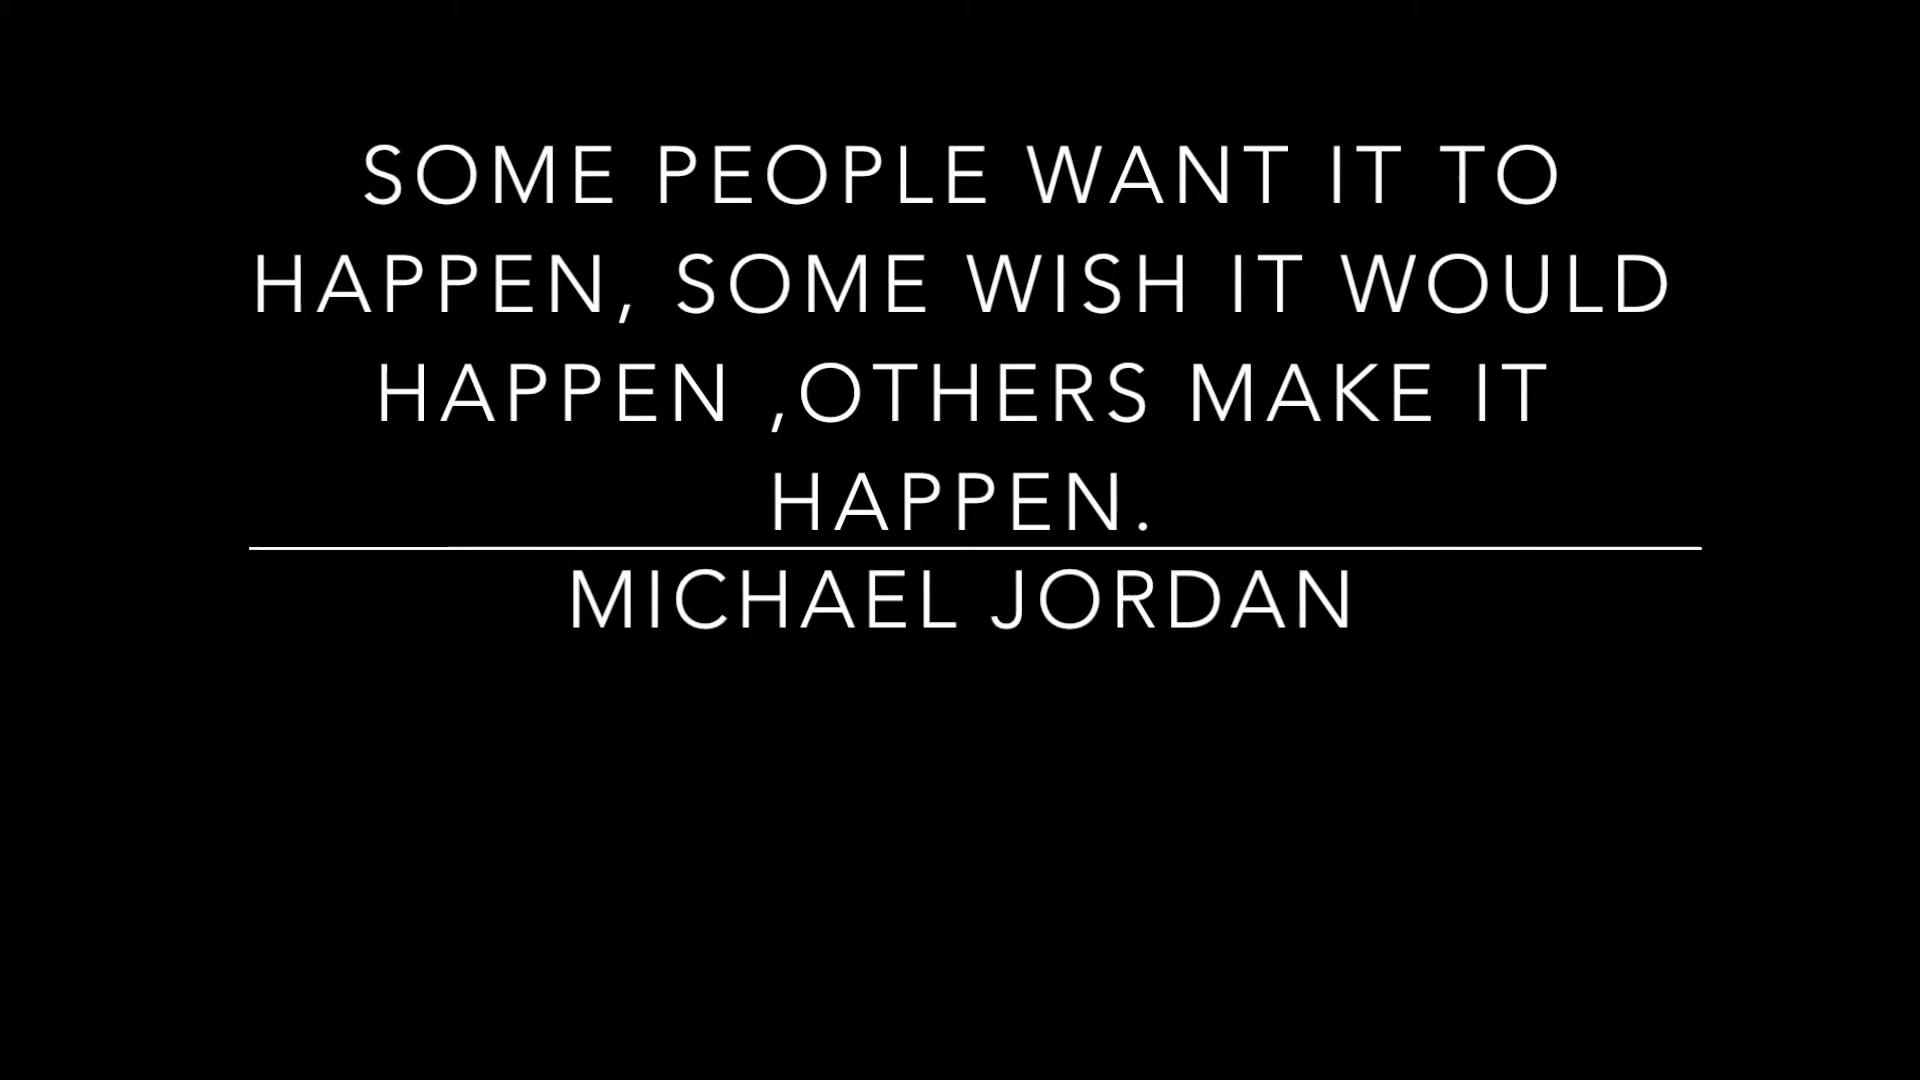 SOME PEOPLE WANT IT TO
HAPPEN, SOME WISH IT WOULD
HAPPEN ,OTHERS MAKE IT
HAPPEN.
MICHAEL JORDAN